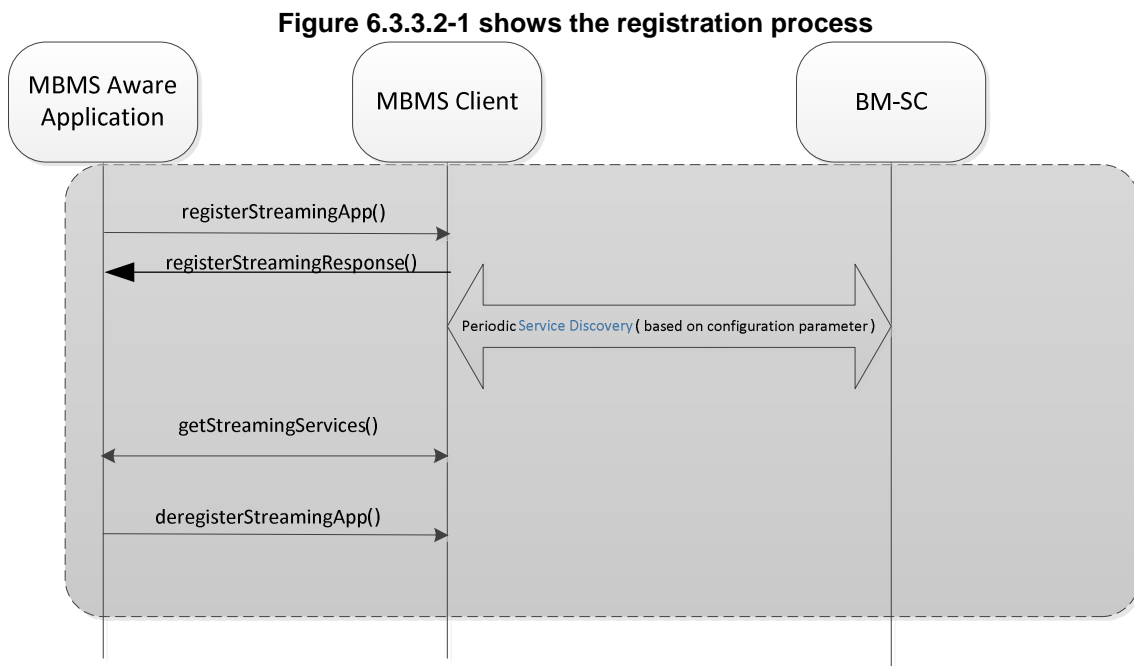 Figure 6.3.3.2-1 shows the registration process
MBMS Aware
Application
MBMS Client
BM-SC
registerStreamingApp()
registerStreamingResponse()
Periodic Service Discovery ( based on configuration parameter )
getStreamingServices()
deregisterStreamingApp()